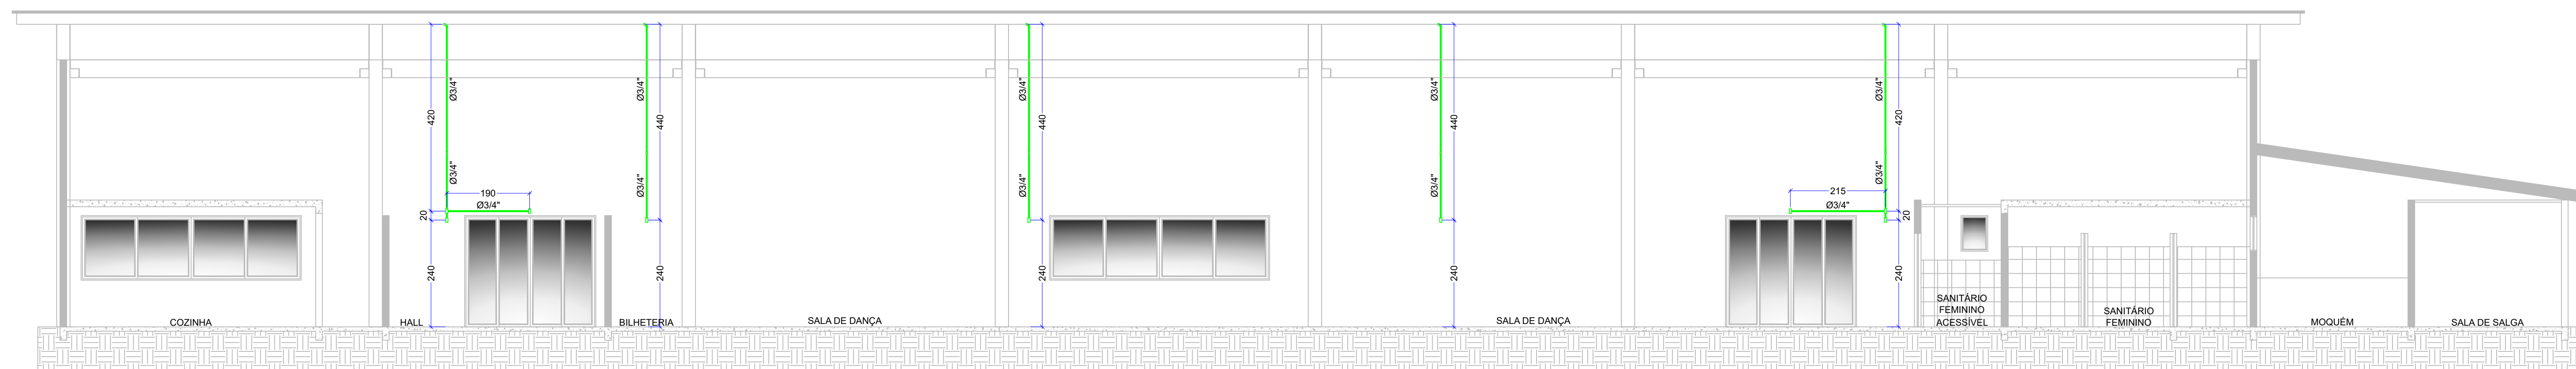 Ø3/4"
Ø3/4"
Ø3/4"
Ø3/4"
Ø3/4"
420
440
440
440
420
Ø3/4"
Ø3/4"
Ø3/4"
Ø3/4"
Ø3/4"
190
215
Ø3/4"
Ø3/4"
20
20
240
240
240
240
240
COZINHA
HALL
BILHETERIA
SALA DE DANÇA
SALA DE DANÇA
SANITÁRIO
FEMININO
ACESSÍVEL
SANITÁRIO
FEMININO
MOQUÉM
SALA DE SALGA